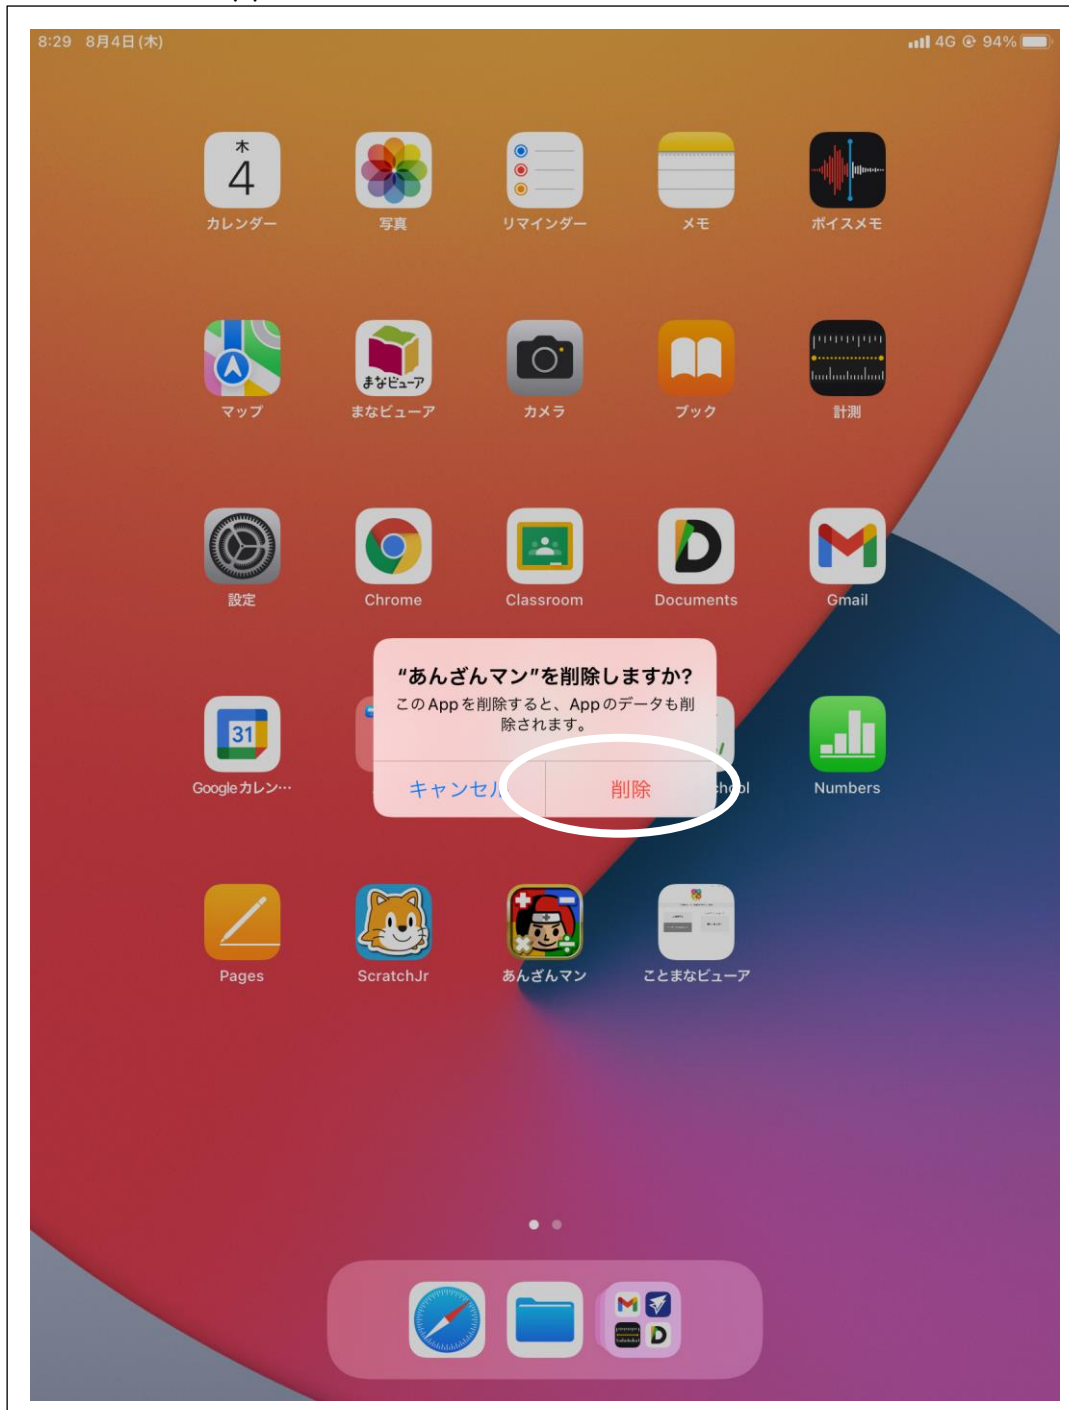 8:29 8月4日(木)
4G 94%
木
4
カレンダー
写真
リマインダー
メモ
ボイスメモ
まなビューア
マップ
まなビューア
カメラ
ブック
計測
設定
Chrome
Classroom
Documents
Gmail
“あんざんマン”を削除しますか?
このAppを削除すると、Appのデータも削
除されます。
キャンセル
削除
31
Googleカレン…
hool
Numbers
Pages
ScratchJr
あんざんマン
ことまなビューア